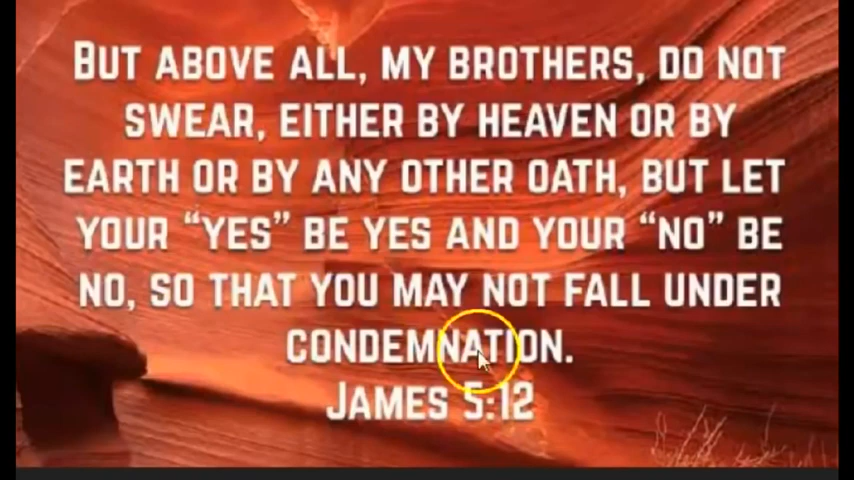 BUT ABOVE ALL, MY BROTHERS, DO NOT
SWEAR, EITHER BY HEAVEN OR BY
EARTH OR BY ANY OTHER OATH, BUT LET
YOUR “YES” BE YES AND YOUR “NO” BE
NO, SO THAT YOU MAY NOT FALL UNDER
CONDEMNATION.
JAMES 5:12